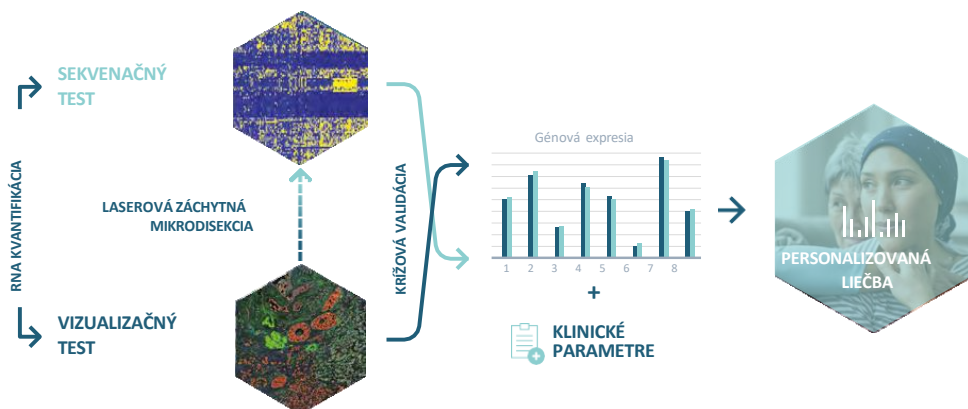 SEKVENAČNÝ
TEST
RNA KVANTIFIKÁCIA
LASEROVÁ ZÁCHYTNÁ
MIKRODISEKCIA
VIZUALIZAČNÝ
TEST
KRÍŽOVÁ VALIDÁCIA
Génová expresia
1 2 3 4 5 6 7 8
+
KLINICKÉ
PARAMETRE
PERSONALIZOVANÁ
LIEČBA